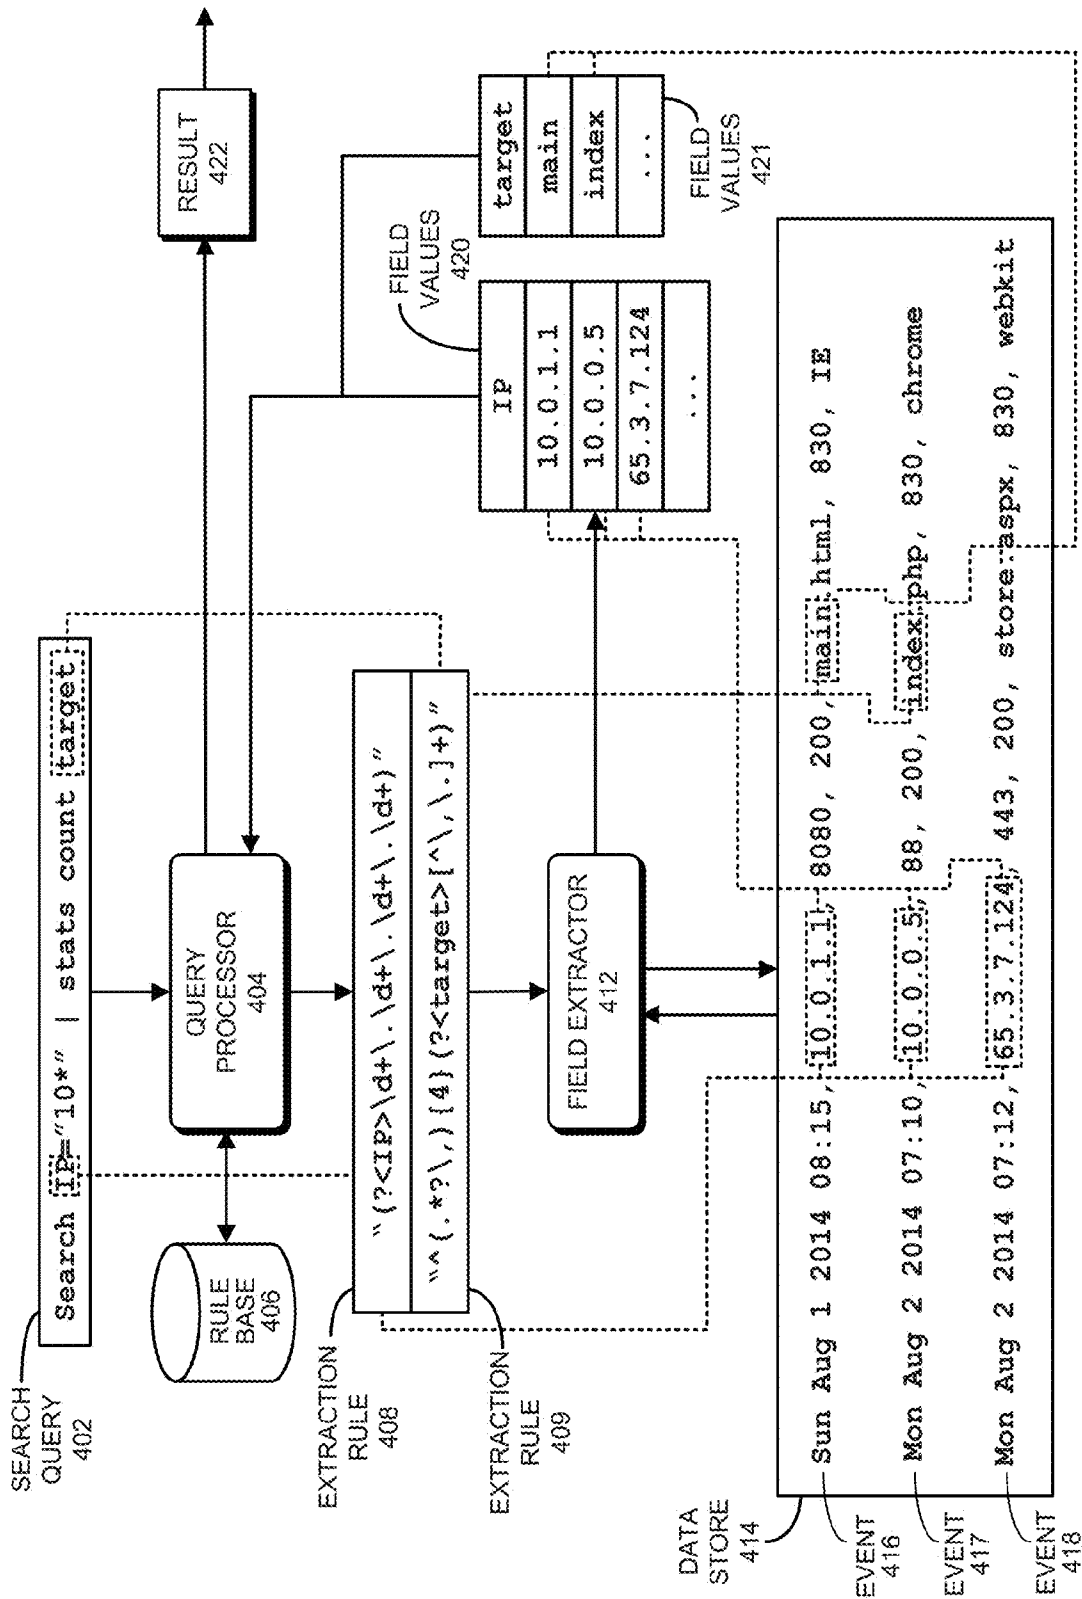 SEARCH
QUERY
402
Search IP="10*" | stats count target
RULE
BASE
406
QUERY
PROCESSOR
404
RESULT
422
EXTRACTION
RULE
408
"(?<IP>\d+\.\d+\.\d+\.\d+)"
"^(.*?\,){4}(?<target>[^\,\.]+)"
EXTRACTION
RULE
409
FIELD EXTRACTOR
412
FIELD
VALUES
420
IP
10.0.1.1
10.0.0.5
65.3.7.124
...
target
main
index
...
FIELD
VALUES
421
DATA
STORE
414
EVENT
416
Sun Aug 1 2014 08:15, 10.0.1.1, 8080, 200, main.html, 830, IE
EVENT
417
Mon Aug 2 2014 07:10, 10.0.0.5, 88, 200, index.php, 830, chrome
EVENT
418
Mon Aug 2 2014 07:12, 65.3.7.124, 443, 200, store.aspx, 830, webkit